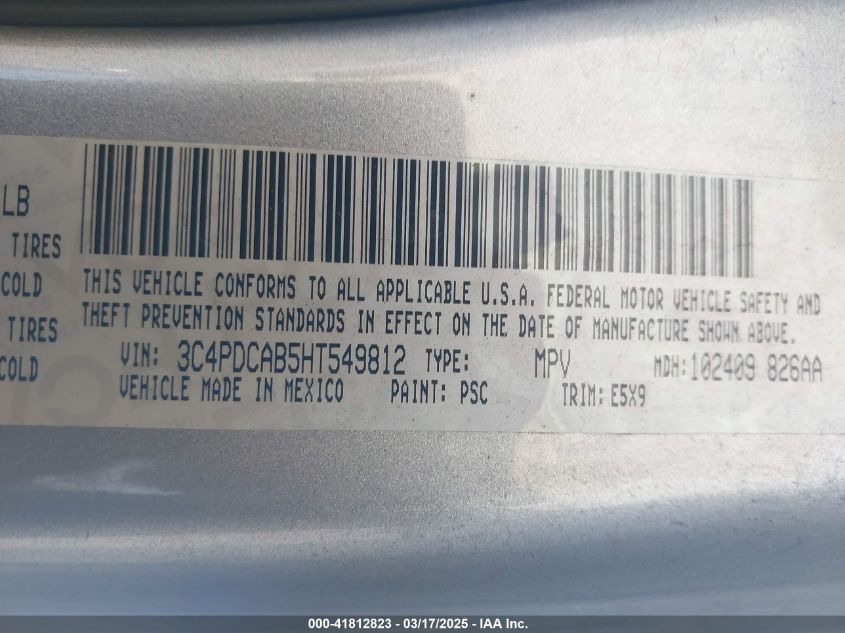 LB
TIRES
COLD
TIRES
COLD
THIS VEHICLE CONFORMS TO ALL APPLICABLE U.S.A. FEDERAL MOTOR VEHICLE SAFETY AND
THEFT PREVENTION STANDARDS IN EFFECT ON THE DATE OF MANUFACTURE SHOWN ABOVE.
VIN: 3C4PDCAB5HT549812 TYPE: MPV MDH:102409 826AA
VEHICLE MADE IN MEXICO PAINT: PSC TRIM: E5X9
000-41812823 - 03/17/2025 - IAA Inc.